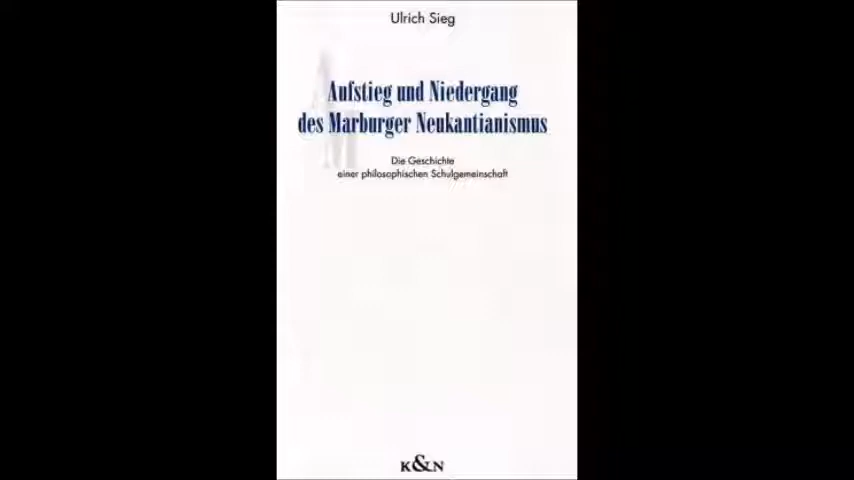 Ulrich Sieg
Aufstieg und Niedergang
des Marburger Neukantianismus
Die Geschichte
einer philosophischen Schulgemeinschaft
K&N